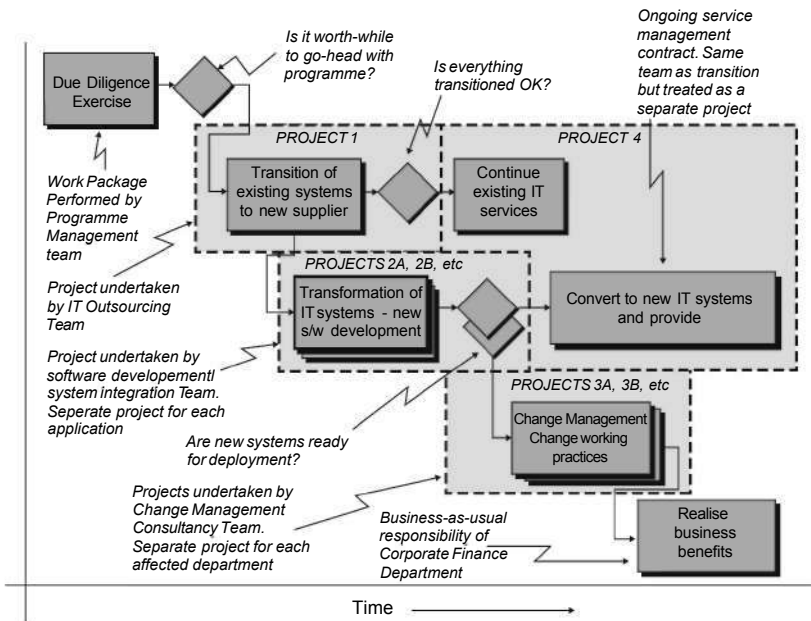 Is it worth-while
to go-head with
programme?
Ongoing service
management
contract. Same
team as transition
but treated as a
separate project
Due Diligence
Exercise
Is everything
transitioned OK?
PROJECT 1
PROJECT 4
Transition of
existing systems
to new supplier
Continue
existing IT
services
Work Package
Performed by
Programme
Management
team
PROJECTS 2A, 2B, etc
Project undertaken
by IT Outsourcing
Team
Transformation of
IT systems - new
s/w development
Convert to new IT systems
and provide
Project undertaken by
software developementl
system integration Team.
Seperate project for each
application
PROJECTS 3A, 3B, etc
Change Management
Change working
practices
Are new systems ready
for deployment?
Projects undertaken by
Change Management
Consultancy Team.
Separate project for each
affected department
Business-as-usual
responsibility of
Corporate Finance
Department
Realise
business
benefits
Time